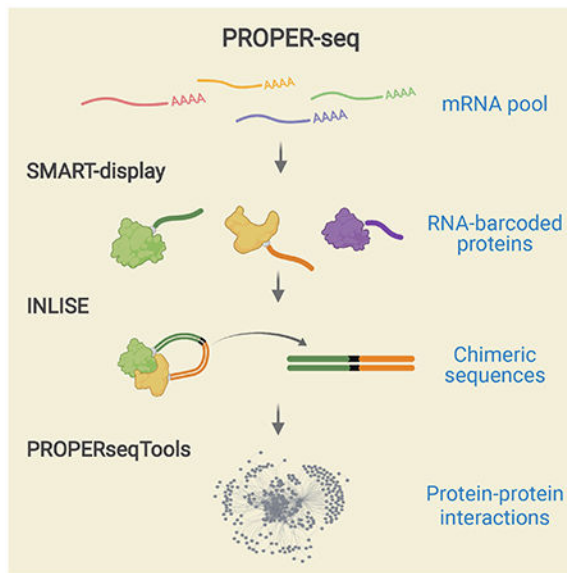 PROPER-seq
AAAA
AAAA
AAAA
AAAA
mRNA pool
SMART-display
RNA-barcoded
proteins
INLISE
Chimeric
sequences
PROPERseqTools
Protein-protein
interactions